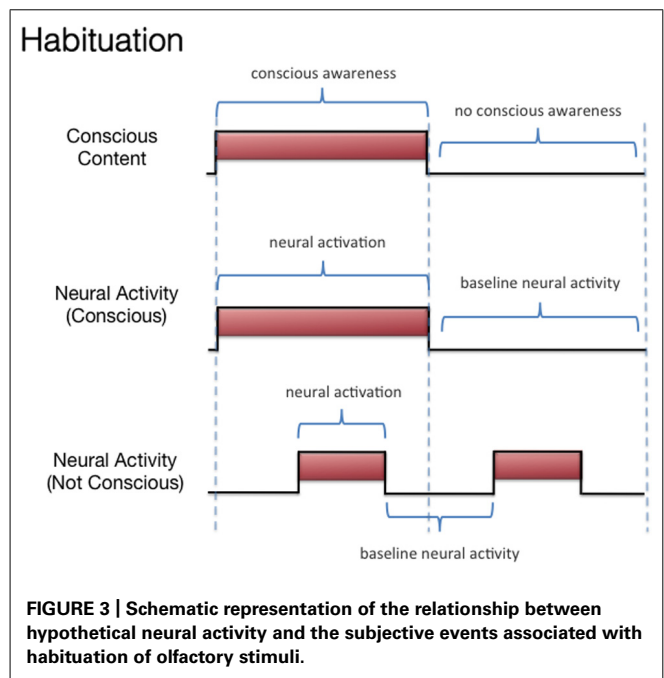 Habituation
conscious awareness
no conscious awareness
Conscious
Content
neural activation
baseline neural activity
Neural Activity
(Conscious)
neural activation
Neural Activity
(Not Conscious)
baseline neural activity
FIGURE 3 | Schematic representation of the relationship between
hypothetical neural activity and the subjective events associated with
habituation of olfactory stimuli.